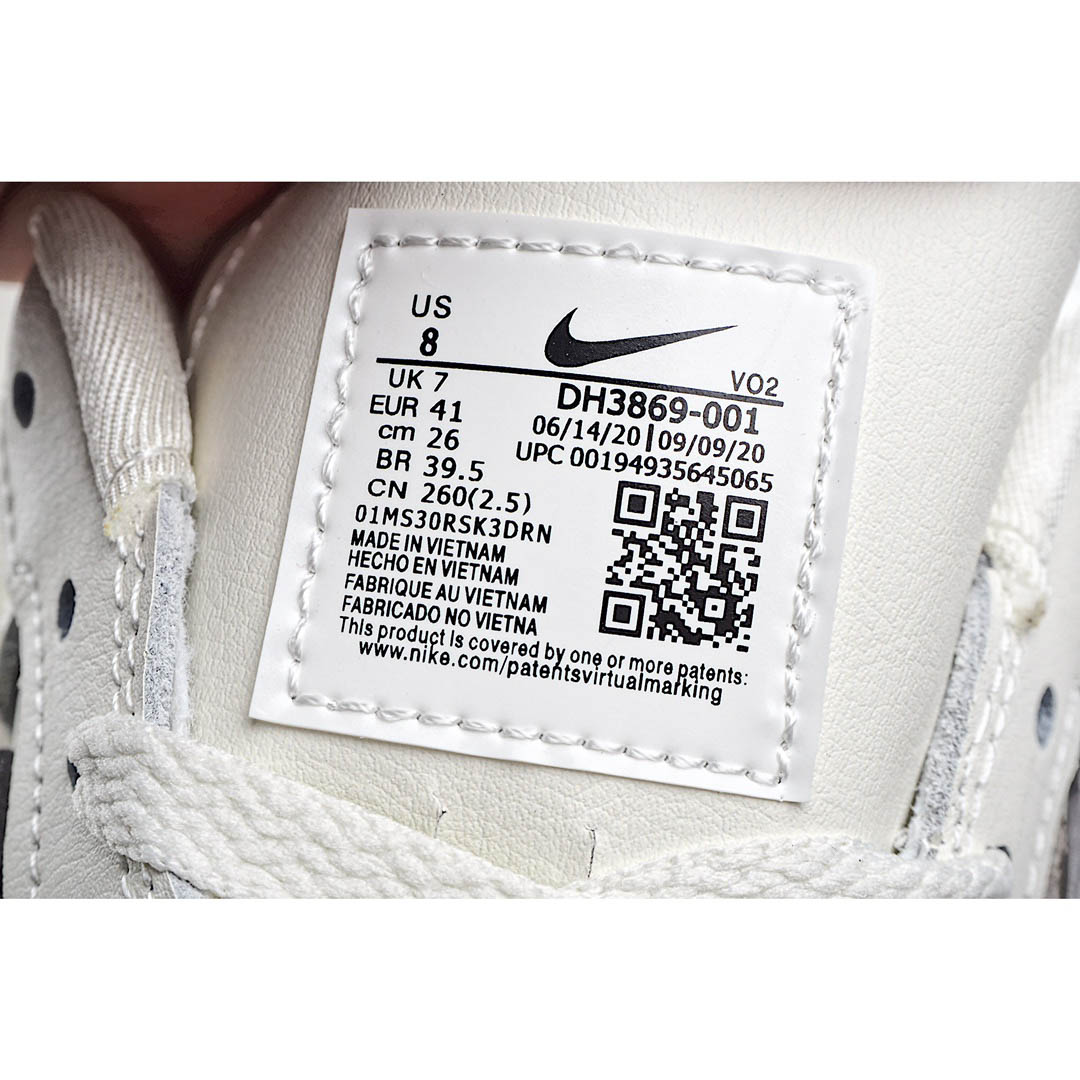 US
8
VO2
UK 7
EUR 41
cm 26
BR 39.5
CN 260(2.5)
DH3869-001
06/14/20|09/09/20
UPC 00194935645065
01MS30RSK3DRN
MADE IN VIETNAM
HECHO EN VIETNAM
FABRIQUE AU VIETNAM
FABRICADO NO VIETNA
This product is covered by one or more patents:
www.nike.com/patentsvirtualmarking